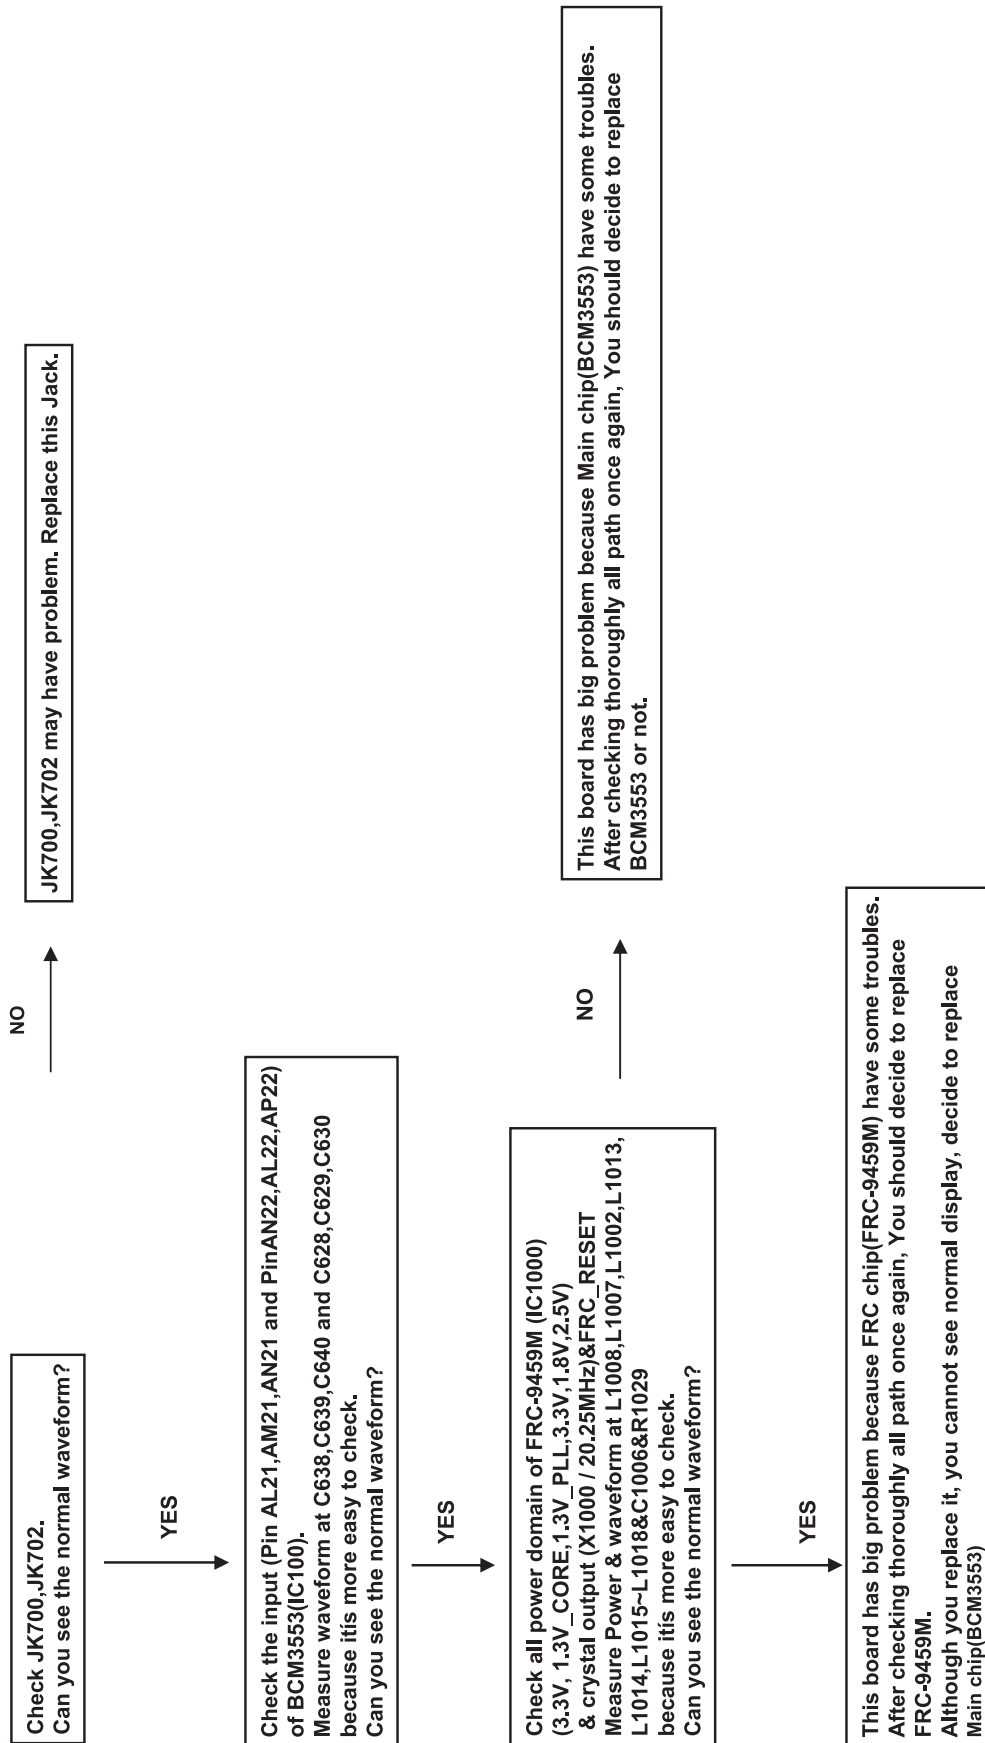 Check JK700,JK702.
Can you see the normal waveform?
NO
JK700,JK702 may have problem. Replace this Jack.
YES
Check the input (Pin AL21,AM21,AN21 and PinAN22,AL22,AP22)
of BCM3553(IC100).
Measure waveform at C638,C639,C640 and C628,C629,C630
because itís more easy to check.
Can you see the normal waveform?
YES
Check all power domain of FRC-9459M (IC1000)
(3.3V, 1.3V_CORE,1.3V_PLL,3.3V,1.8V,2.5V)
& crystal output (X1000 / 20.25MHz)&FRC_RESET
Measure Power & waveform at L1008,L1007,L1002,L1013,
L1014,L1015~L1018&C1006&R1029
because itís more easy to check.
Can you see the normal waveform?
NO
This board has big problem because Main chip(BCM3553) have some troubles.
After checking thoroughly all path once again, You should decide to replace
BCM3553 or not.
YES
This board has big problem because FRC chip(FRC-9459M) have some troubles.
After checking thoroughly all path once again, You should decide to replace
FRC-9459M.
Although you replace it, you cannot see normal display, decide to replace
Main chip(BCM3553)